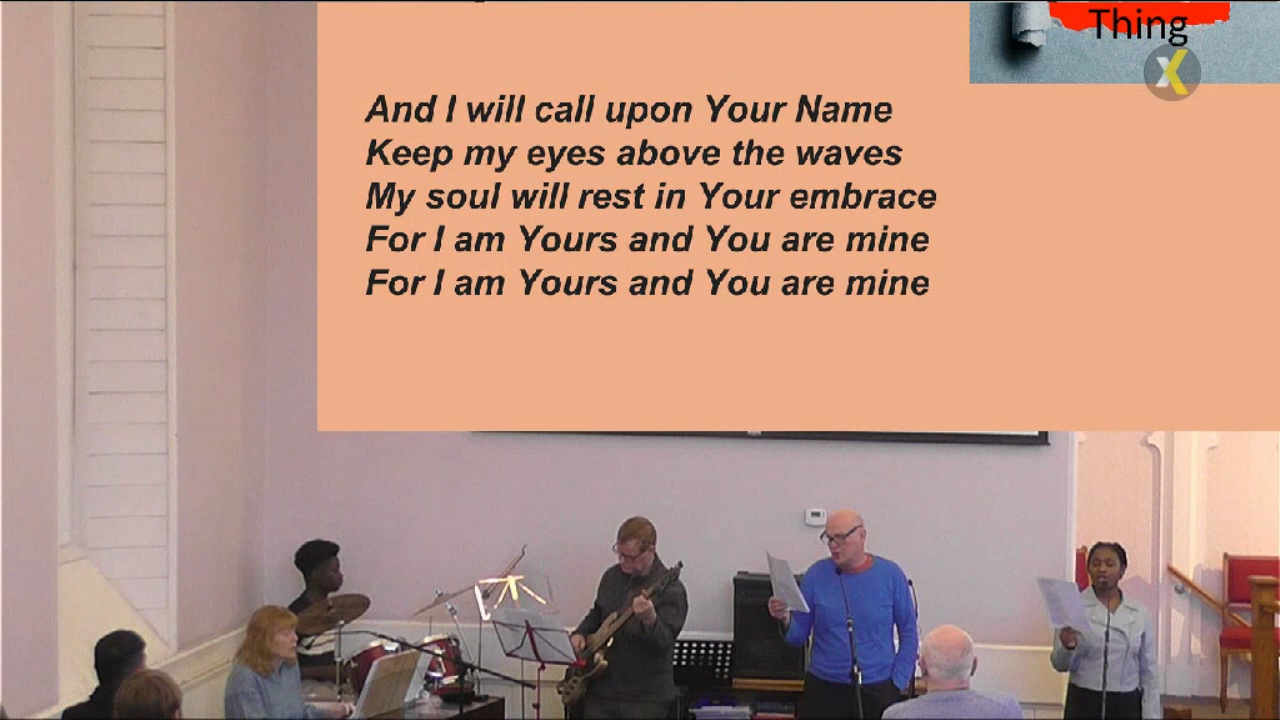 Thing
And I will call upon Your Name
Keep my eyes above the waves
My soul will rest in Your embrace
For I am Yours and You are mine
For I am Yours and You are mine